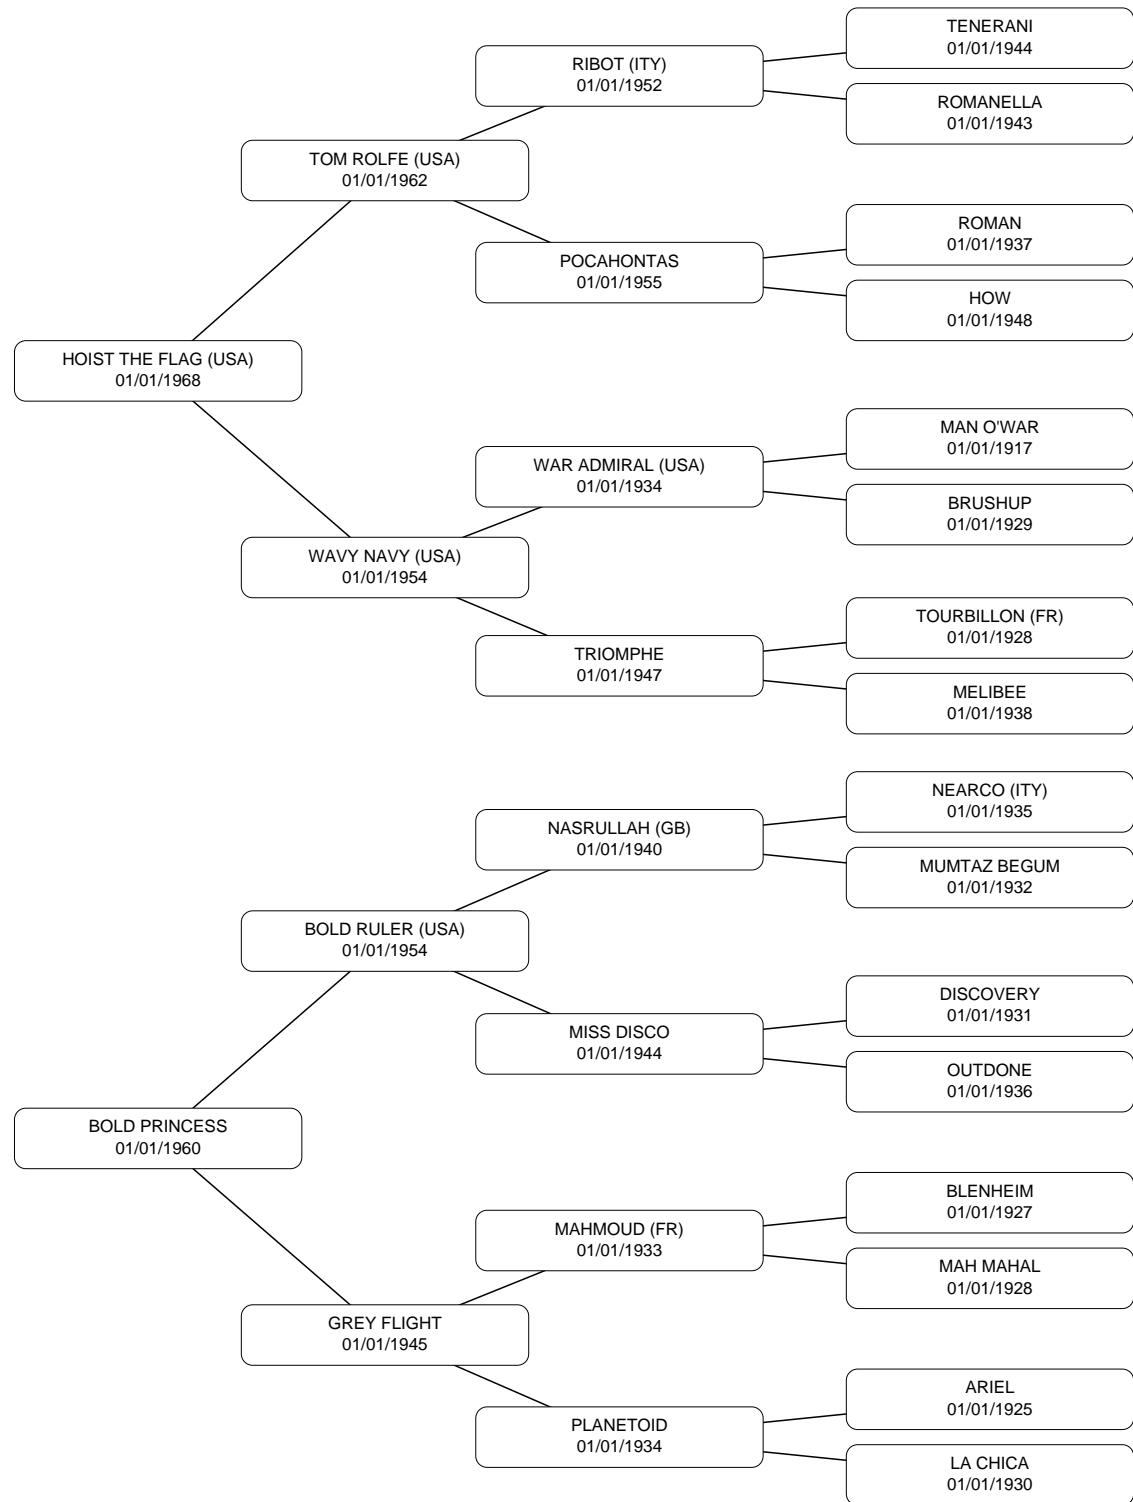 TENERANI
01/01/1944
RIBOT (ITY)
01/01/1952
ROMANELLA
01/01/1943
TOM ROLFE (USA)
01/01/1962
ROMAN
01/01/1937
POCAHONTAS
01/01/1955
HOW
01/01/1948
HOIST THE FLAG (USA)
01/01/1968
MAN O'WAR
01/01/1917
WAR ADMIRAL (USA)
01/01/1934
BRUSHUP
01/01/1929
WAVY NAVY (USA)
01/01/1954
TOURBILLON (FR)
01/01/1928
TRIOMPHE
01/01/1947
MELIBEE
01/01/1938
NEARCO (ITY)
01/01/1935
NASRULLAH (GB)
01/01/1940
MUMTAZ BEGUM
01/01/1932
BOLD RULER (USA)
01/01/1954
DISCOVERY
01/01/1931
MISS DISCO
01/01/1944
OUTDONE
01/01/1936
BOLD PRINCESS
01/01/1960
BLENHEIM
01/01/1927
MAHMOUD (FR)
01/01/1933
MAH MAHAL
01/01/1928
GREY FLIGHT
01/01/1945
ARIEL
01/01/1925
PLANETOID
01/01/1934
LA CHICA
01/01/1930